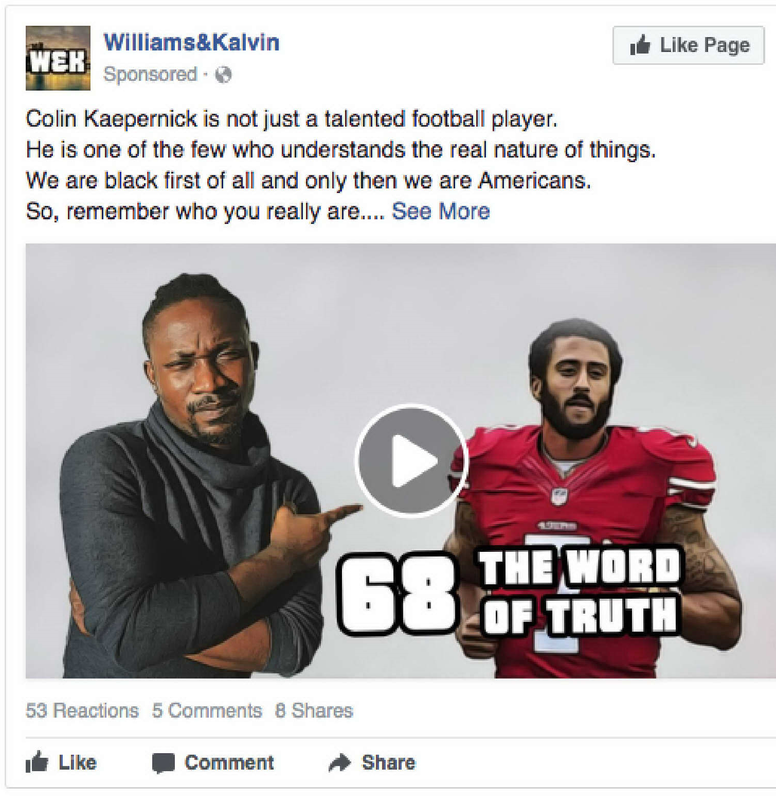 W&K
Williams&Kalvin
Sponsored ·
Like Page
Colin Kaepernick is not just a talented football player.
He is one of the few who understands the real nature of things.
We are black first of all and only then we are Americans.
So, remember who you really are.... See More
49ERS
68 THE WORD
OF TRUTH
53 Reactions 5 Comments 8 Shares
Like Comment Share